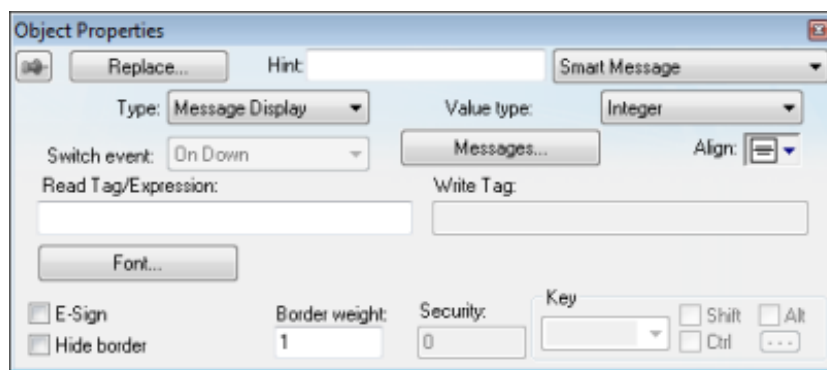 Object Properties
Replace... Hint: Smart Message
Type: Message Display Value type: Integer
Switch event: On Down Messages... Align:
Read Tag/Expression: Write Tag:
Font...
E-Sign Border weight: Security: Key Shift Alt
Hide border 1 0 Ctrl ...